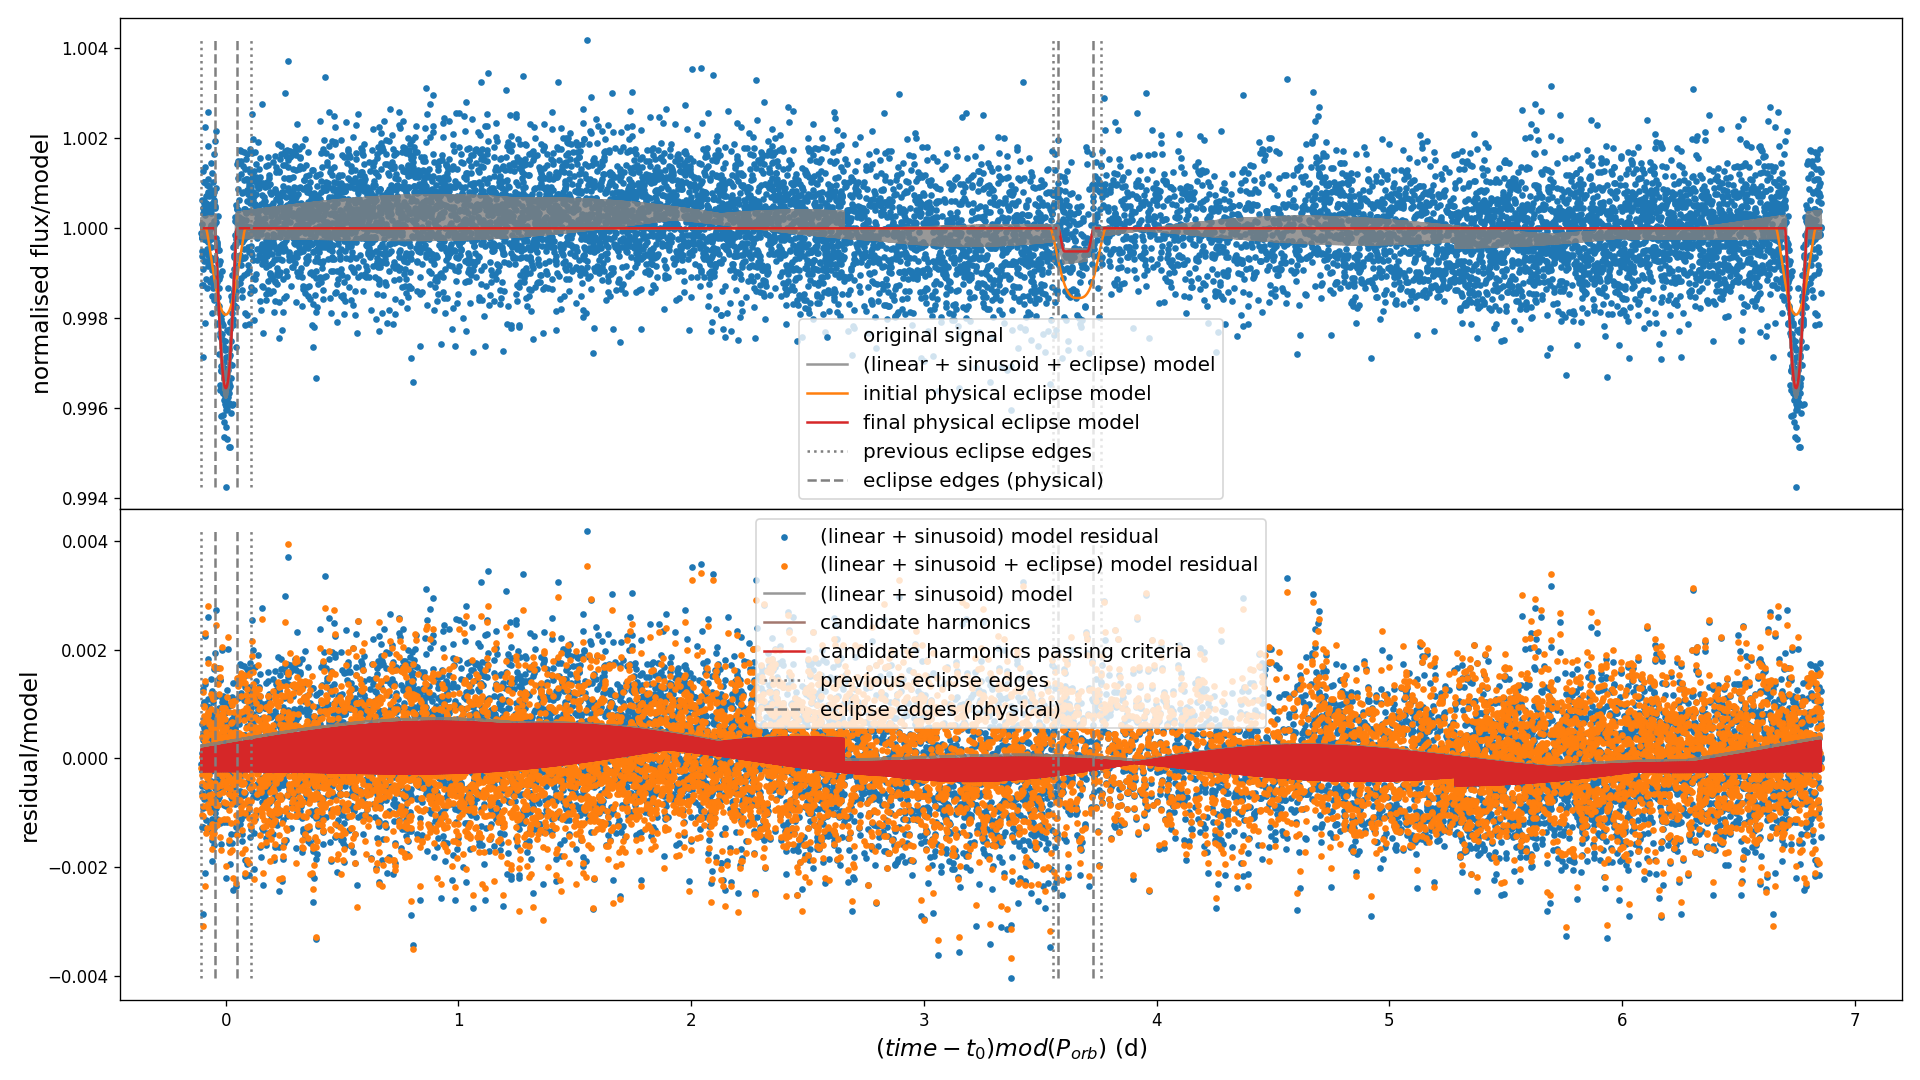 normalised flux/model
1.004
1.002
1.000
0.998
0.996
0.994
original signal
(linear + sinusoid + eclipse) model
initial physical eclipse model
final physical eclipse model
previous eclipse edges
eclipse edges (physical)
residual/model
0.004
0.002
0.000
−0.002
−0.004
(linear + sinusoid) model residual
(linear + sinusoid + eclipse) model residual
(linear + sinusoid) model
candidate harmonics
candidate harmonics passing criteria
previous eclipse edges
eclipse edges (physical)
0 1 2 3 4 5 6 7
(time − t₀)mod(P_orb) (d)